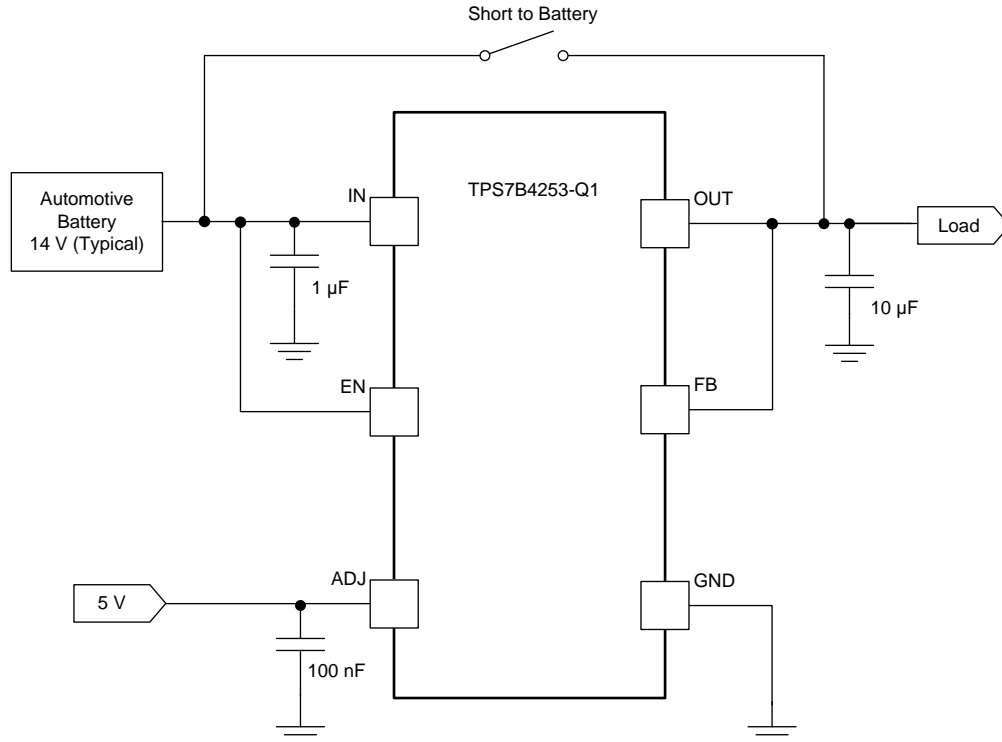 Short to Battery
Automotive
Battery
14 V (Typical)
IN
TPS7B4253-Q1
OUT
Load
1 µF
10 µF
EN
FB
ADJ
GND
5 V
100 nF